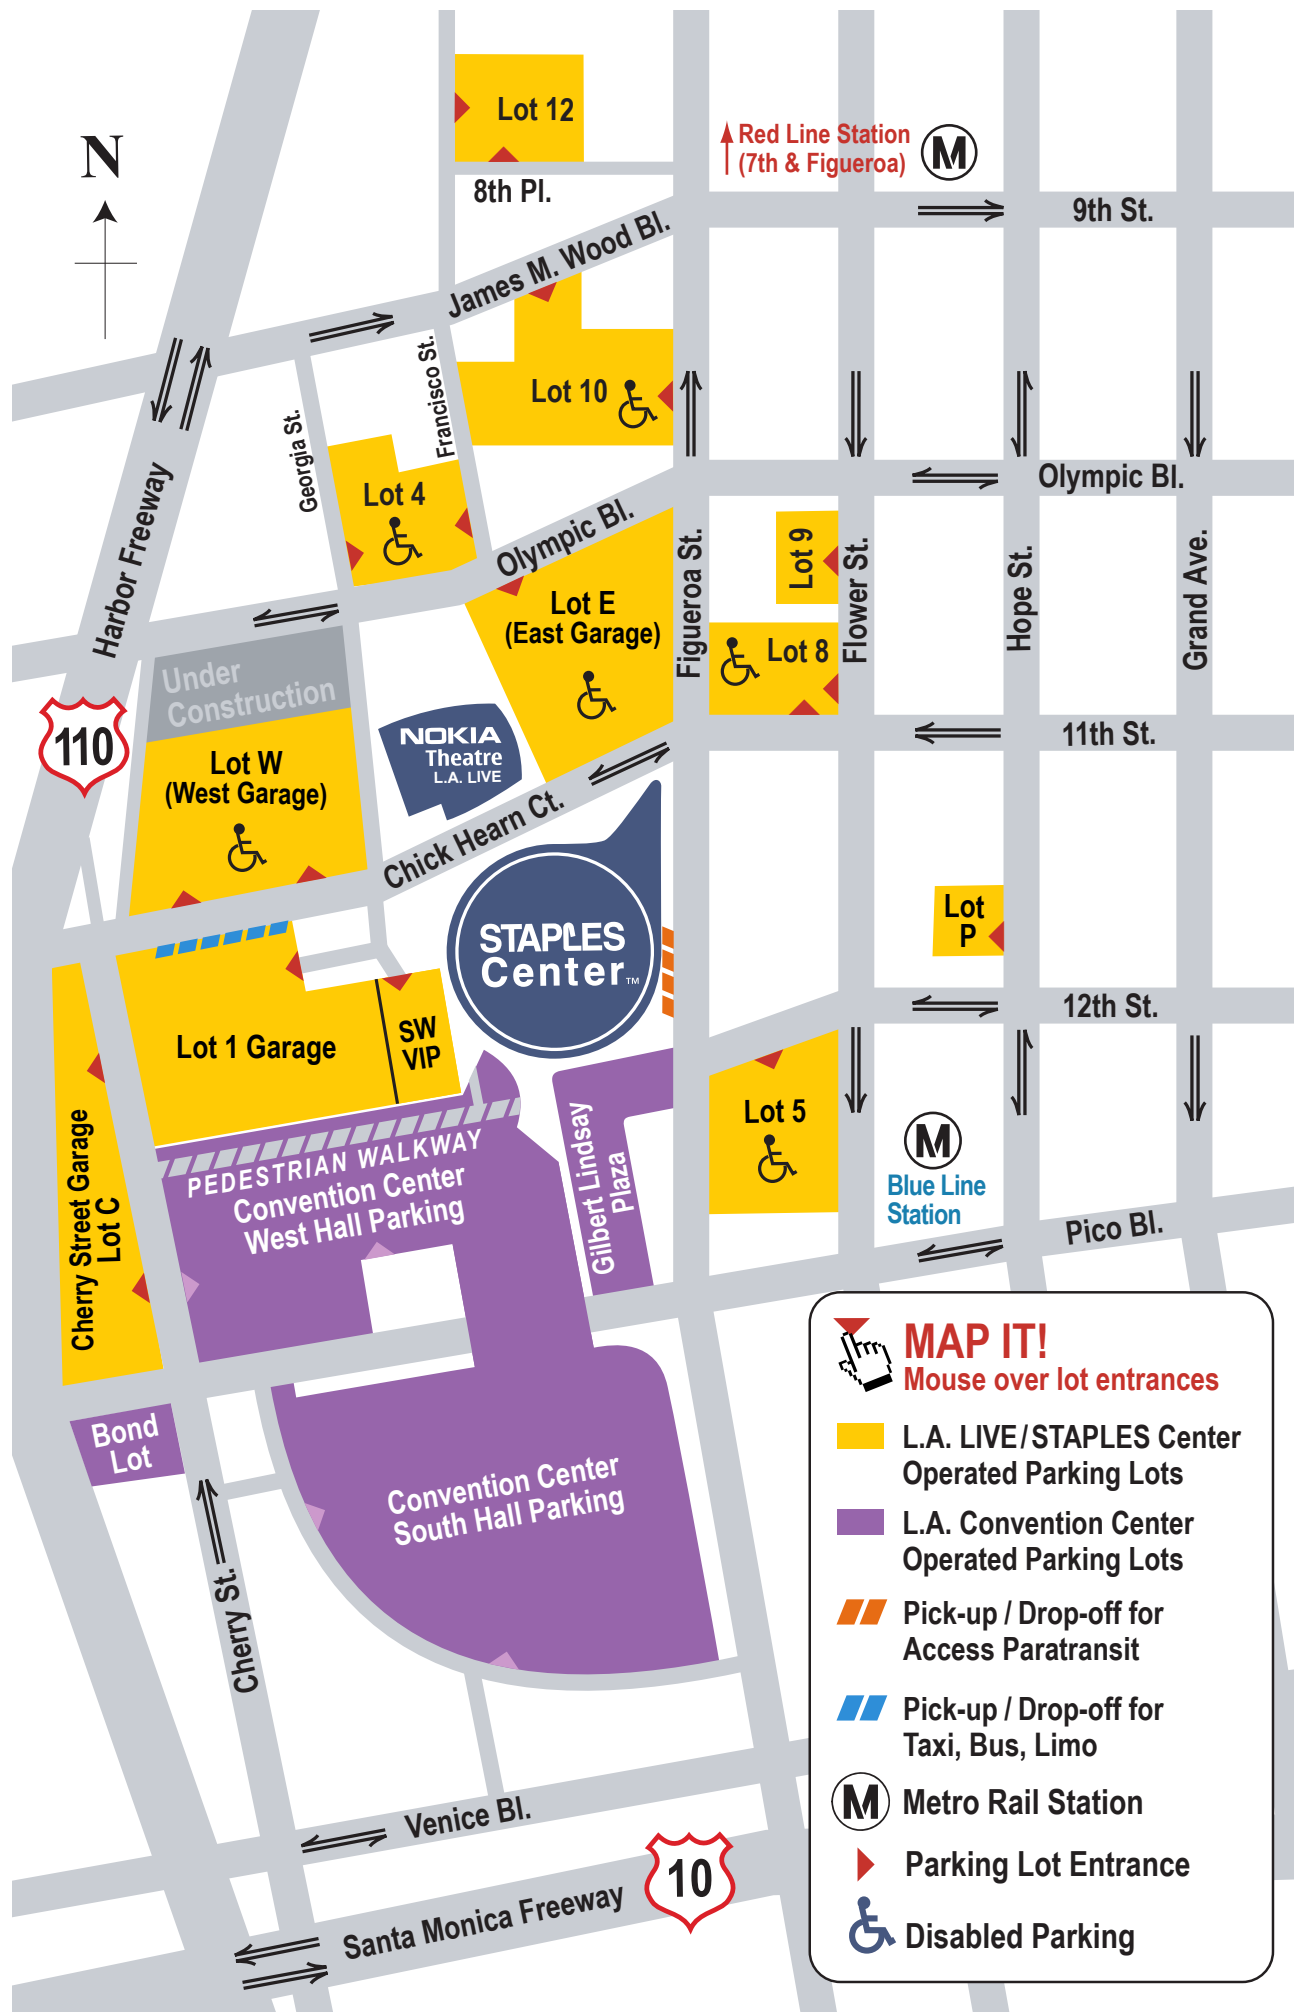 Lot 12
N
Red Line Station
(7th & Figueroa)
M
8th Pl.
9th St.
James M. Wood Bl.
Francisco St.
Lot 10
Georgia St.
Lot 4
Harbor Freeway
Olympic Bl.
Olympic Bl.
Figueroa St.
Lot 9
Flower St.
Hope St.
Grand Ave.
Lot E
(East Garage)
Lot 8
Under
Construction
110
NOKIA
Theatre
L.A. LIVE
11th St.
Lot W
(West Garage)
Chick Hearn Ct.
STAPLES
Center™
Lot
P
12th St.
Lot 1 Garage
SW
VIP
Cherry Street Garage
Lot C
Lot 5
Gilbert Lindsay
Plaza
M
Blue Line
Station
PEDESTRIAN WALKWAY
Convention Center
West Hall Parking
Pico Bl.
Bond
Lot
Convention Center
South Hall Parking
Cherry St.
Venice Bl.
Santa Monica Freeway
10
MAP IT!
Mouse over lot entrances
L.A. LIVE/STAPLES Center
Operated Parking Lots
L.A. Convention Center
Operated Parking Lots
Pick-up / Drop-off for
Access Paratransit
Pick-up / Drop-off for
Taxi, Bus, Limo
M
Metro Rail Station
Parking Lot Entrance
Disabled Parking